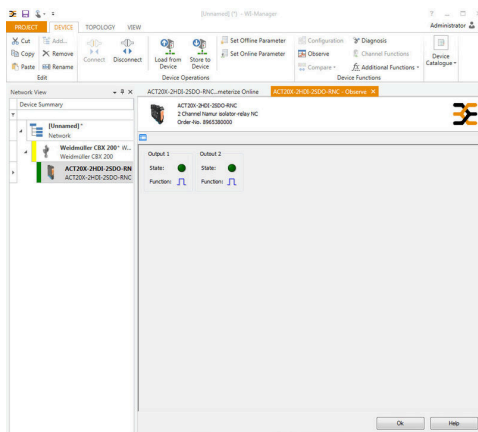 [Unnamed] (*) - WI-Manager
PROJECT DEVICE TOPOLOGY VIEW
Administrator
Cut Add...
Copy Remove
Paste Rename
Edit
Connect Disconnect
Load from Device
Store to Device
Device Operations
Set Offline Parameter
Set Online Parameter
Configuration Diagnosis
Observe Channel Functions
Compare Additional Functions
Device Functions
Device Catalogue
Network View
Device Summary
[Unnamed]*
Network
Weidmuller CBX 200* W...
Weidmuller CBX 200
ACT20X-2HDI-2SDO-RN
ACT20X-2HDI-2SDO-RNC
ACT20X-2HDI-2SDO-RNC...meterize Online ACT20X-2HDI-2SDO-RNC - Observe
ACT20X-2HDI-2SDO-RNC
2 Channel Namur isolator-relay NC
Order-No. 8965380000
Output 1 Output 2
State: State:
Function: Function:
Ok Help